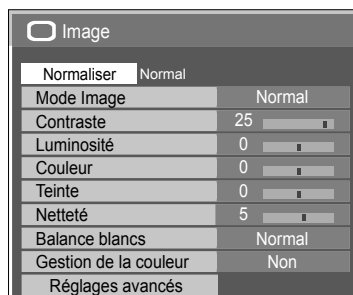 Image
Normaliser Normal
Mode Image Normal
Contraste 25
Luminosité 0
Couleur 0
Teinte 0
Netteté 5
Balance blancs Normal
Gestion de la couleur Non
Réglages avancés